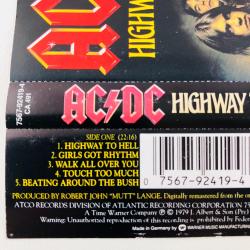 AC
HIGHWAY
7567-92419-4
CA 491
AC/DC HIGHWAY
SIDE ONE (22:16)
1. HIGHWAY TO HELL
2. GIRLS GOT RHYTHM
3. WALK ALL OVER YOU
4. TOUCH TOO MUCH
5. BEATING AROUND THE BUSH
0 7567-92419-4
PRODUCED BY ROBERT JOHN "MUTT" LANGE. Digitally remastered from the
ATCO RECORDS DIVISION OF ATLANTIC RECORDING CORPORATION
A Time Warner Company ℗ © 1979 J. Albert & Son (Pty.)
Warning: Unauthorized reproduction of this recording is prohibited by Federal
Made in Germany WARNER MUSIC MANUFACTURING